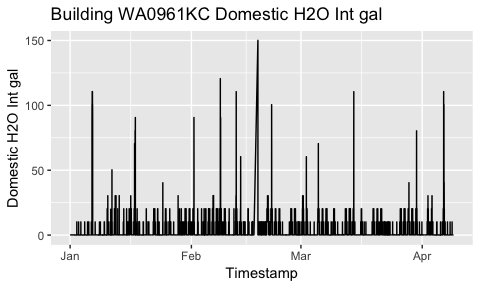 Building WA0961KC Domestic H2O Int gal
Domestic H2O Int gal
150
100
50
0
Jan
Feb
Mar
Apr
Timestamp